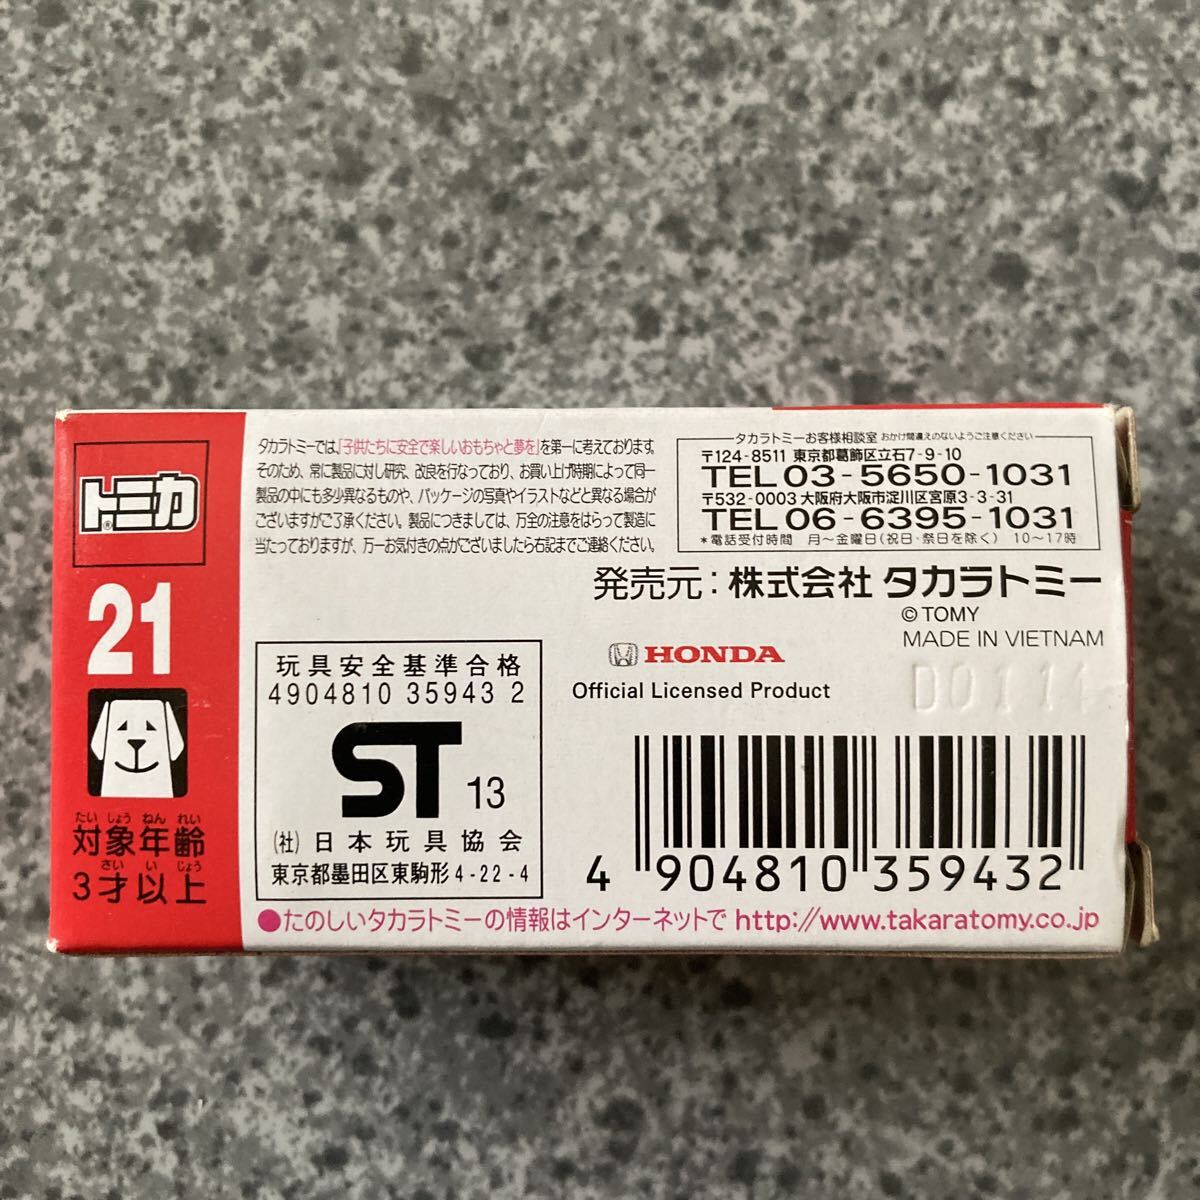 トミカ®
21
たいしょうねんれい
対象年齢
さいいじょう
3才以上
タカラトミーでは、「子供たちに安全で楽しいおもちゃと夢を」を第一に考えております。
そのため、常に製品に対し研究、改良を行なっており、お買い上げ時期によって同一
製品の中にも多少異なるものや、パッケージの写真やイラストなどと異なる場合が
ございますがご了承ください。製品につきましては、万全の注意をはらって製造に
当たっておりますが、万一お気付きの点がございましたら右記までご連絡ください。
タカラトミーお客様相談室 おかけ間違えのないようご注意ください
〒124-8511 東京都葛飾区立石7-9-10
TEL 03-5650-1031
〒532-0003 大阪府大阪市淀川区宮原3-3-31
TEL 06-6395-1031
*電話受付時間 月〜金曜日(祝日・祭日を除く) 10〜17時
発売元：株式会社 タカラトミー
© TOMY
MADE IN VIETNAM
HONDA
Official Licensed Product
玩具安全基準合格
4904810 35943 2
ST 13
(社) 日本玩具協会
東京都墨田区東駒形4-22-4
4 904810 359432
●たのしいタカラトミーの情報はインターネットで http://www.takaratomy.co.jp